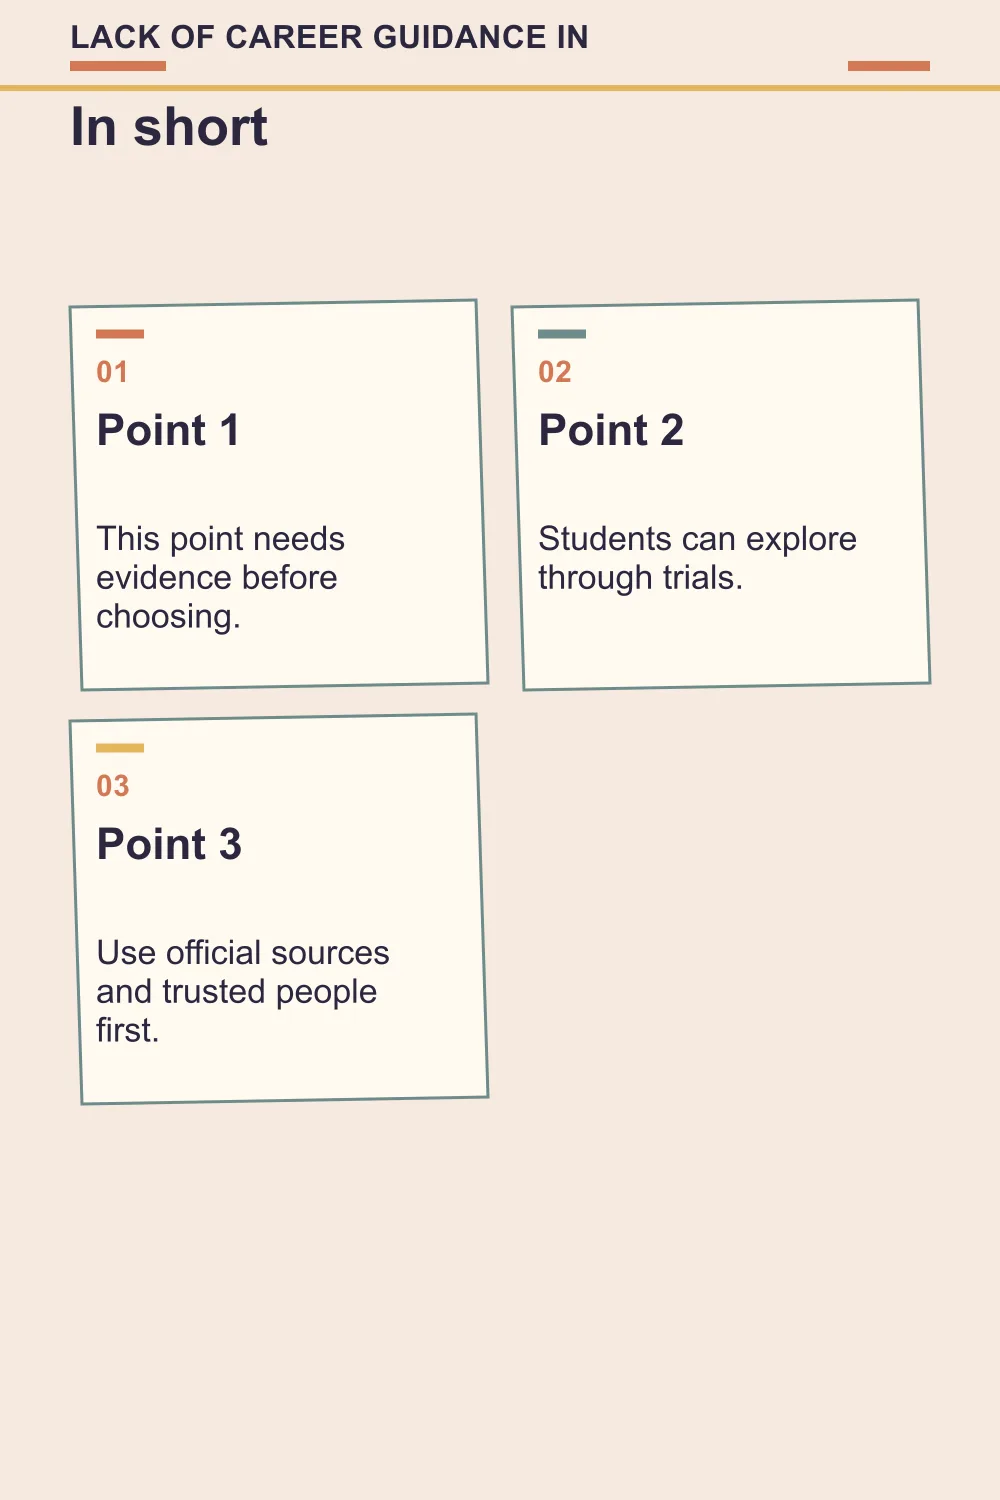 LACK OF CAREER GUIDANCE IN
In short
01
Point 1
This point needs
evidence before
choosing.
02
Point 2
Students can explore
through trials.
03
Point 3
Use official sources
and trusted people
first.